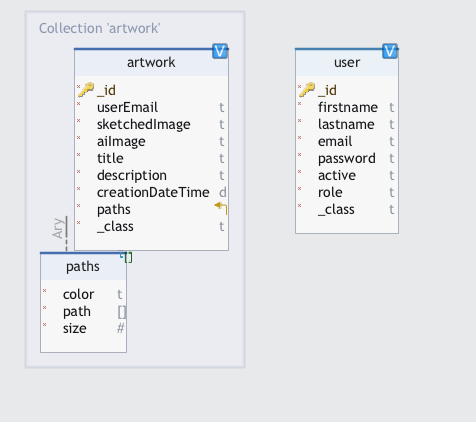 Collection 'artwork'
V
artwork
_id
userEmail t
sketchedImage t
aiImage t
title t
description t
creationDateTime d
paths
_class t
Ary
[]
paths
color t
path []
size #
V
user
_id
firstname t
lastname t
email t
password t
active t
role t
_class t